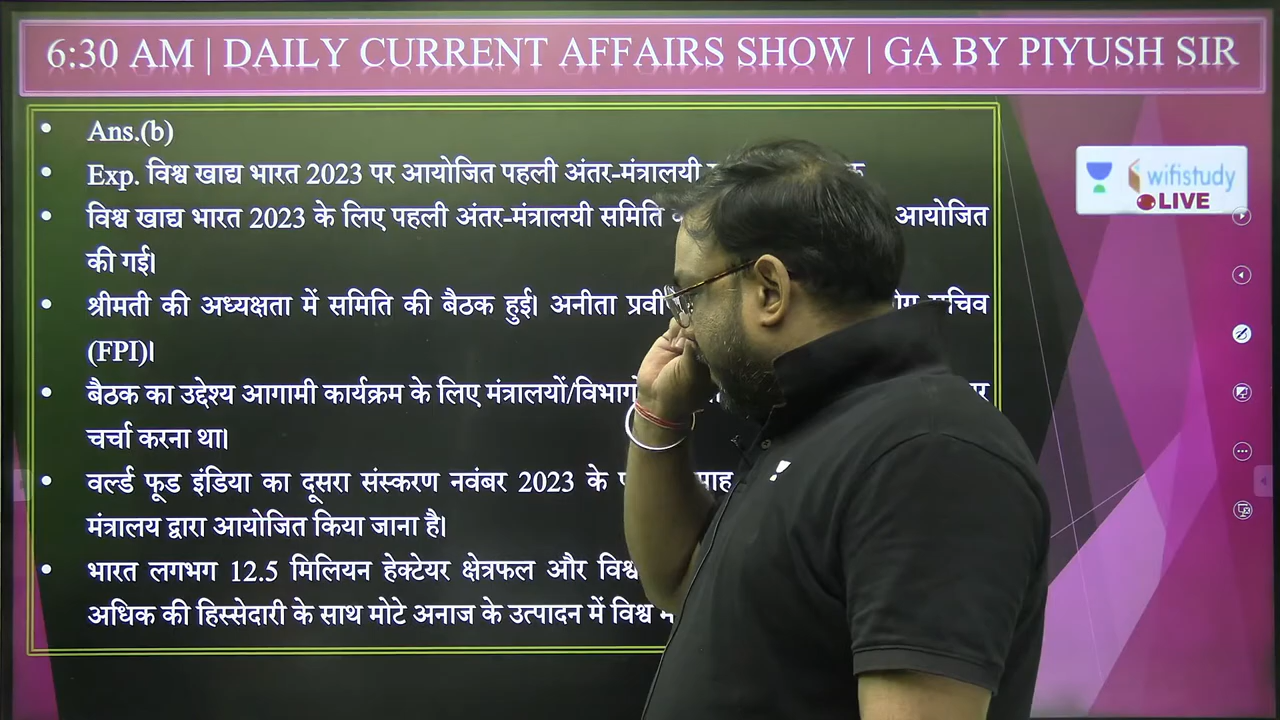 6:30 AM | DAILY CURRENT AFFAIRS SHOW | GA BY PIYUSH SIR
Ans.(b)
Exp. विश्व खाद्य भारत 2023 पर आयोजित पहली अंतर-मंत्रालयी
विश्व खाद्य भारत 2023 के लिए पहली अंतर-मंत्रालयी समिति आयोजित
की गई।
श्रीमती की अध्यक्षता में समिति की बैठक हुई। अनीता सचिव
(FPI)।
बैठक का उद्देश्य आगामी कार्यक्रम के लिए
चर्चा करना था।
वर्ल्ड फूड इंडिया का दूसरा संस्करण नवंबर 2023 के
मंत्रालय द्वारा आयोजित किया जाना है।
भारत लगभग 12.5 मिलियन हेक्टेयर क्षेत्रफल और
अधिक की हिस्सेदारी के साथ मोटे अनाज के उत्पादन में विश्व
wifistudy
LIVE